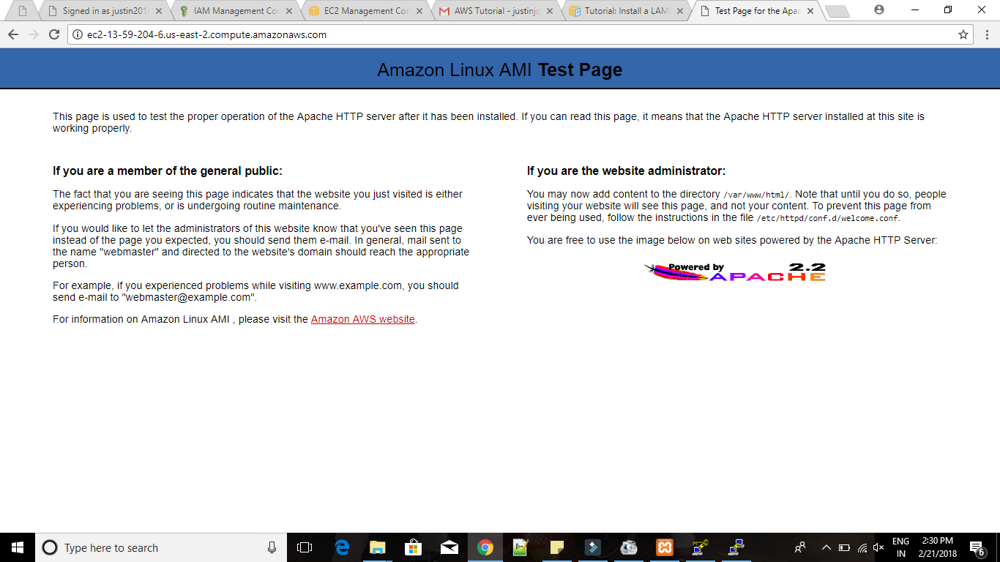 Signed in as justin201
IAM Management Co
EC2 Management Con
AWS Tutorial - justinjc
Tutorial: Install a LAM
Test Page for the Apac
ec2-13-59-204-6.us-east-2.compute.amazonaws.com
Amazon Linux AMI Test Page
This page is used to test the proper operation of the Apache HTTP server after it has been installed. If you can read this page, it means that the Apache HTTP server installed at this site is
working properly.
If you are a member of the general public:
The fact that you are seeing this page indicates that the website you just visited is either
experiencing problems, or is undergoing routine maintenance.
If you would like to let the administrators of this website know that you've seen this page
instead of the page you expected, you should send them e-mail. In general, mail sent to
the name "webmaster" and directed to the website's domain should reach the appropriate
person.
For example, if you experienced problems while visiting www.example.com, you should
send e-mail to "webmaster@example.com".
For information on Amazon Linux AMI , please visit the Amazon AWS website.
If you are the website administrator:
You may now add content to the directory /var/www/html/. Note that until you do so, people
visiting your website will see this page, and not your content. To prevent this page from
ever being used, follow the instructions in the file /etc/httpd/conf.d/welcome.conf.
You are free to use the image below on web sites powered by the Apache HTTP Server:
Powered by 2.2
APACHE
Type here to search
ENG
IN
2:30 PM
2/21/2018
6